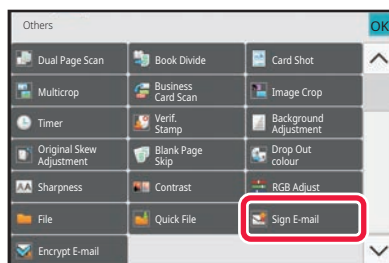 Others
OK
Dual Page Scan
Book Divide
Card Shot
Multicrop
Business
Card Scan
Image Crop
Timer
Verif.
Stamp
Background
Adjustment
Original Skew
Adjustment
Blank Page
Skip
Drop Out
colour
Sharpness
Contrast
RGB Adjust
File
Quick File
Sign E-mail
Encrypt E-mail